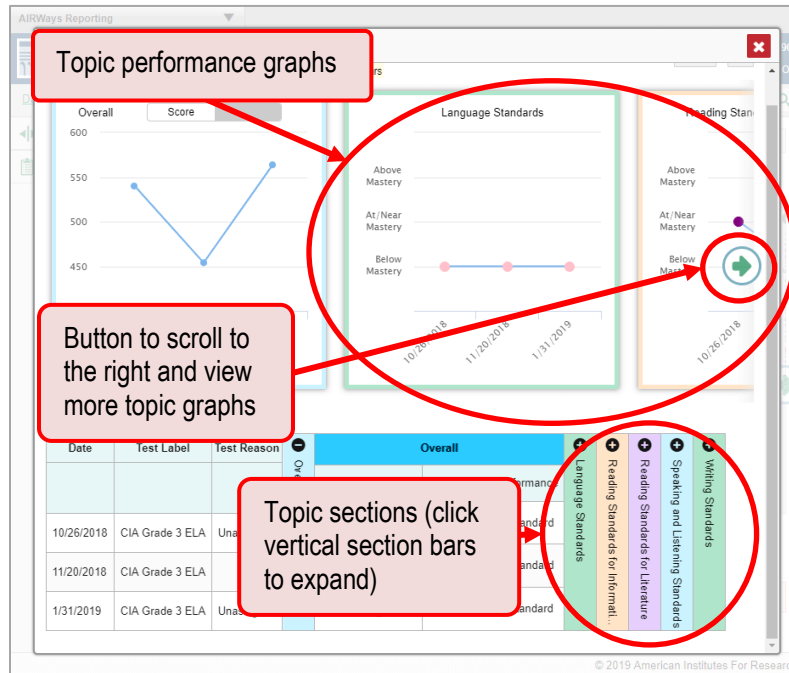 AIRWays Reporting
Topic performance graphs
Overall
Score
600
550
500
450
Language Standards
Above
Mastery
At/Near
Mastery
Below
Mastery
10/26/2018
11/20/2018
1/31/2019
Reading Stan
Above
Mastery
At/Near
Mastery
Below
10/26/2018
Button to scroll to
the right and view
more topic graphs
Date Test Label Test Reason Overall
Language Standards
Reading Standards for Informati...
Reading Standards for Literature
Speaking and Listening Standards
Writing Standards
10/26/2018 CIA Grade 3 ELA
11/20/2018 CIA Grade 3 ELA
1/31/2019 CIA Grade 3 ELA
Topic sections (click
vertical section bars
to expand)
© 2019 American Institutes For Resear